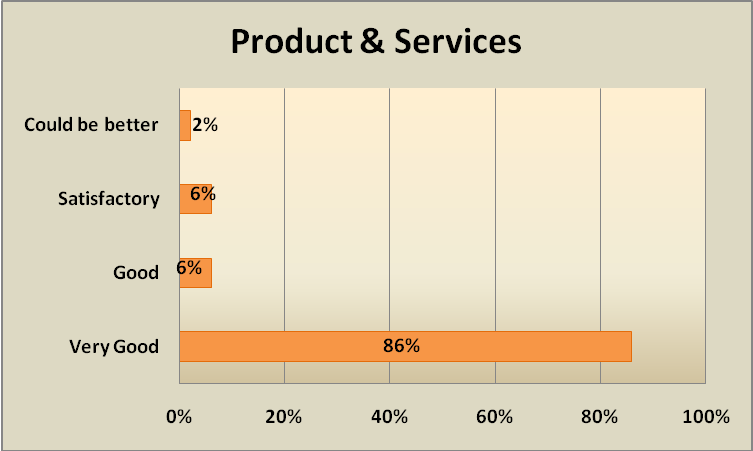 Product & Services
Could be better 2%
Satisfactory 6%
Good 6%
Very Good 86%
0% 20% 40% 60% 80% 100%